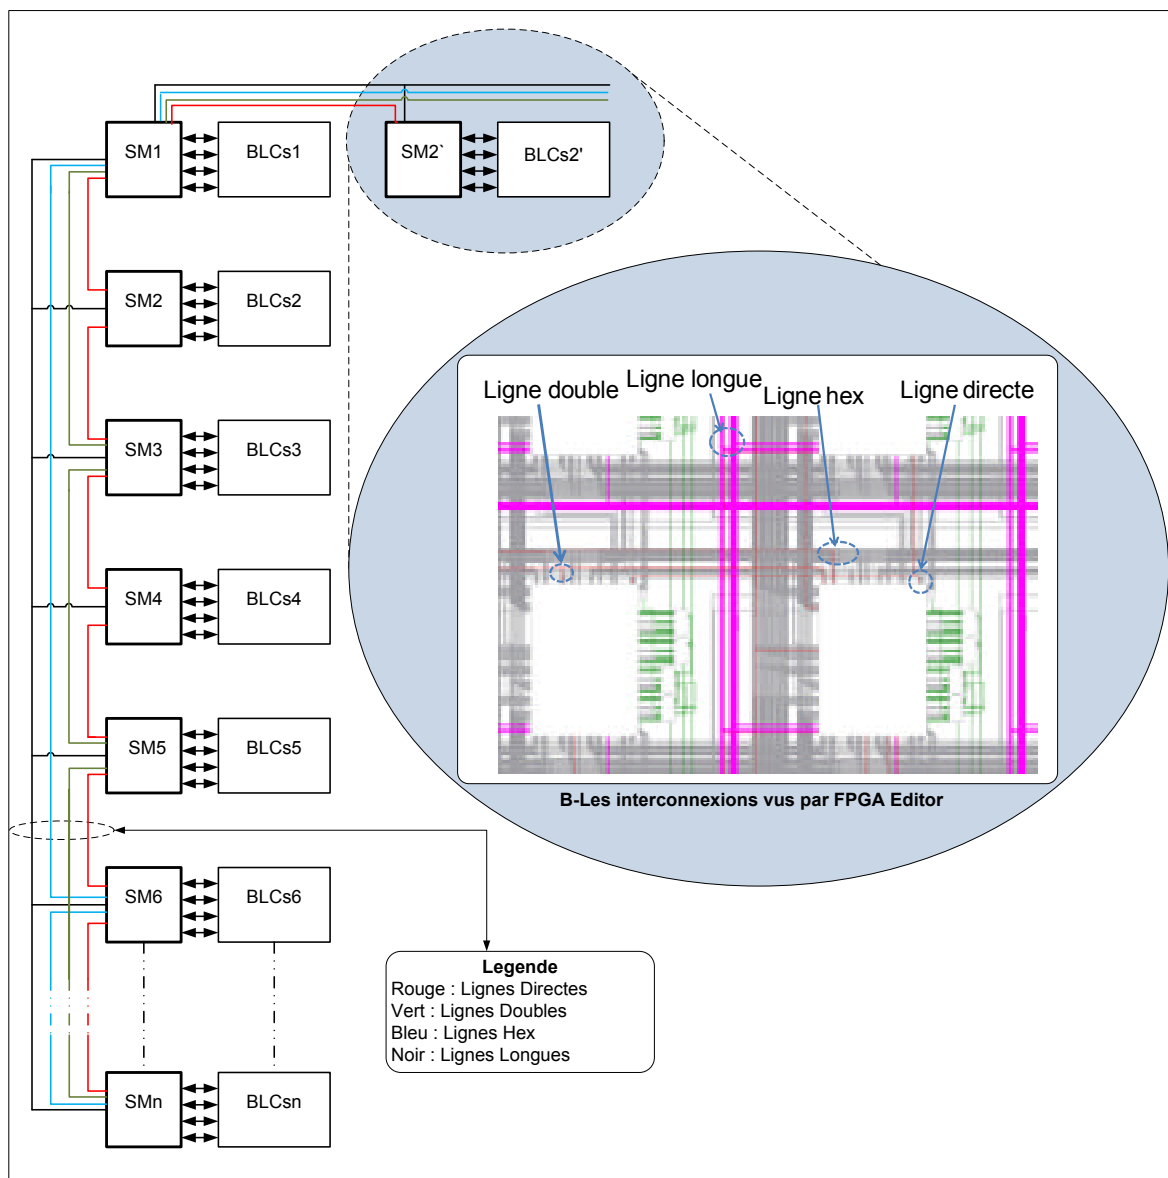 SM1
BLCs1
SM2`
BLCs2'
SM2
BLCs2
SM3
BLCs3
SM4
BLCs4
SM5
BLCs5
SM6
BLCs6
SMn
BLCsn
Ligne double
Ligne longue
Ligne hex
Ligne directe
B-Les interconnexions vus par FPGA Editor
Legende
Rouge : Lignes Directes
Vert : Lignes Doubles
Bleu : Lignes Hex
Noir : Lignes Longues